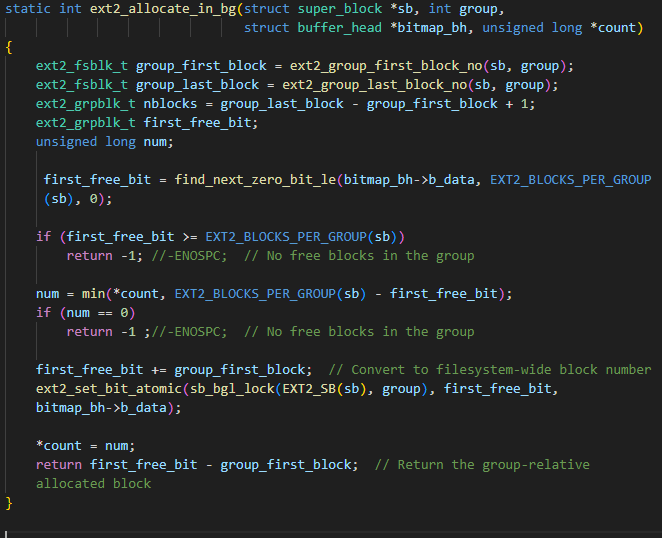 static int ext2_allocate_in_bg(struct super_block *sb, int group,
struct buffer_head *bitmap_bh, unsigned long *count)
{
ext2_fsblk_t group_first_block = ext2_group_first_block_no(sb, group);
ext2_fsblk_t group_last_block = ext2_group_last_block_no(sb, group);
ext2_grpblk_t nblocks = group_last_block - group_first_block + 1;
ext2_grpblk_t first_free_bit;
unsigned long num;
first_free_bit = find_next_zero_bit_le(bitmap_bh->b_data, EXT2_BLOCKS_PER_GROUP
(sb), 0);
if (first_free_bit >= EXT2_BLOCKS_PER_GROUP(sb))
return -1; //-ENOSPC;  // No free blocks in the group
num = min(*count, EXT2_BLOCKS_PER_GROUP(sb) - first_free_bit);
if (num == 0)
return -1 ;//-ENOSPC;  // No free blocks in the group
first_free_bit += group_first_block;  // Convert to filesystem-wide block number
ext2_set_bit_atomic(sb_bgl_lock(EXT2_SB(sb), group), first_free_bit,
bitmap_bh->b_data);
*count = num;
return first_free_bit - group_first_block;  // Return the group-relative
allocated block
}